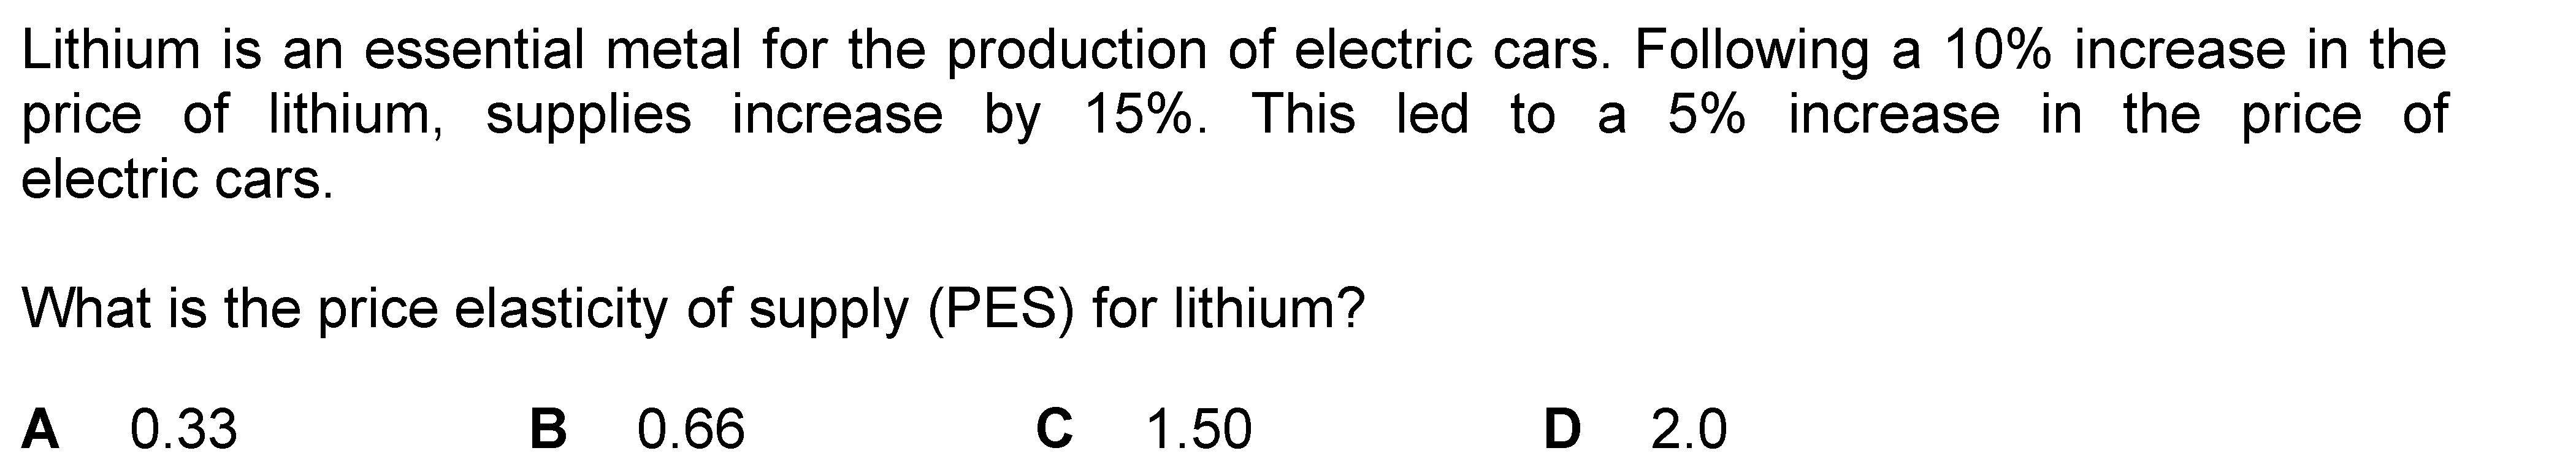 Lithium is an essential metal for the production of electric cars. Following a 10% increase in the
price of lithium, supplies increase by 15%. This led to a 5% increase in the price of
electric cars.
What is the price elasticity of supply (PES) for lithium?
A 0.33 B 0.66 C 1.50 D 2.0